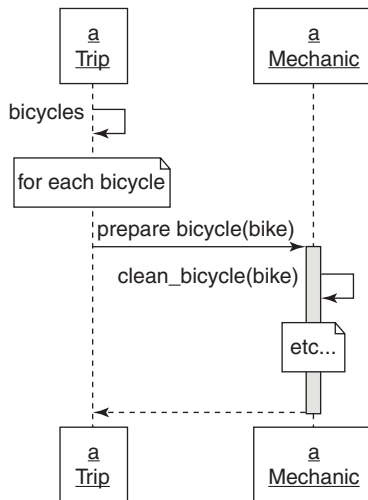 a
Trip
a
Mechanic
bicycles
for each bicycle
prepare bicycle(bike)
clean_bicycle(bike)
etc...
a
Trip
a
Mechanic